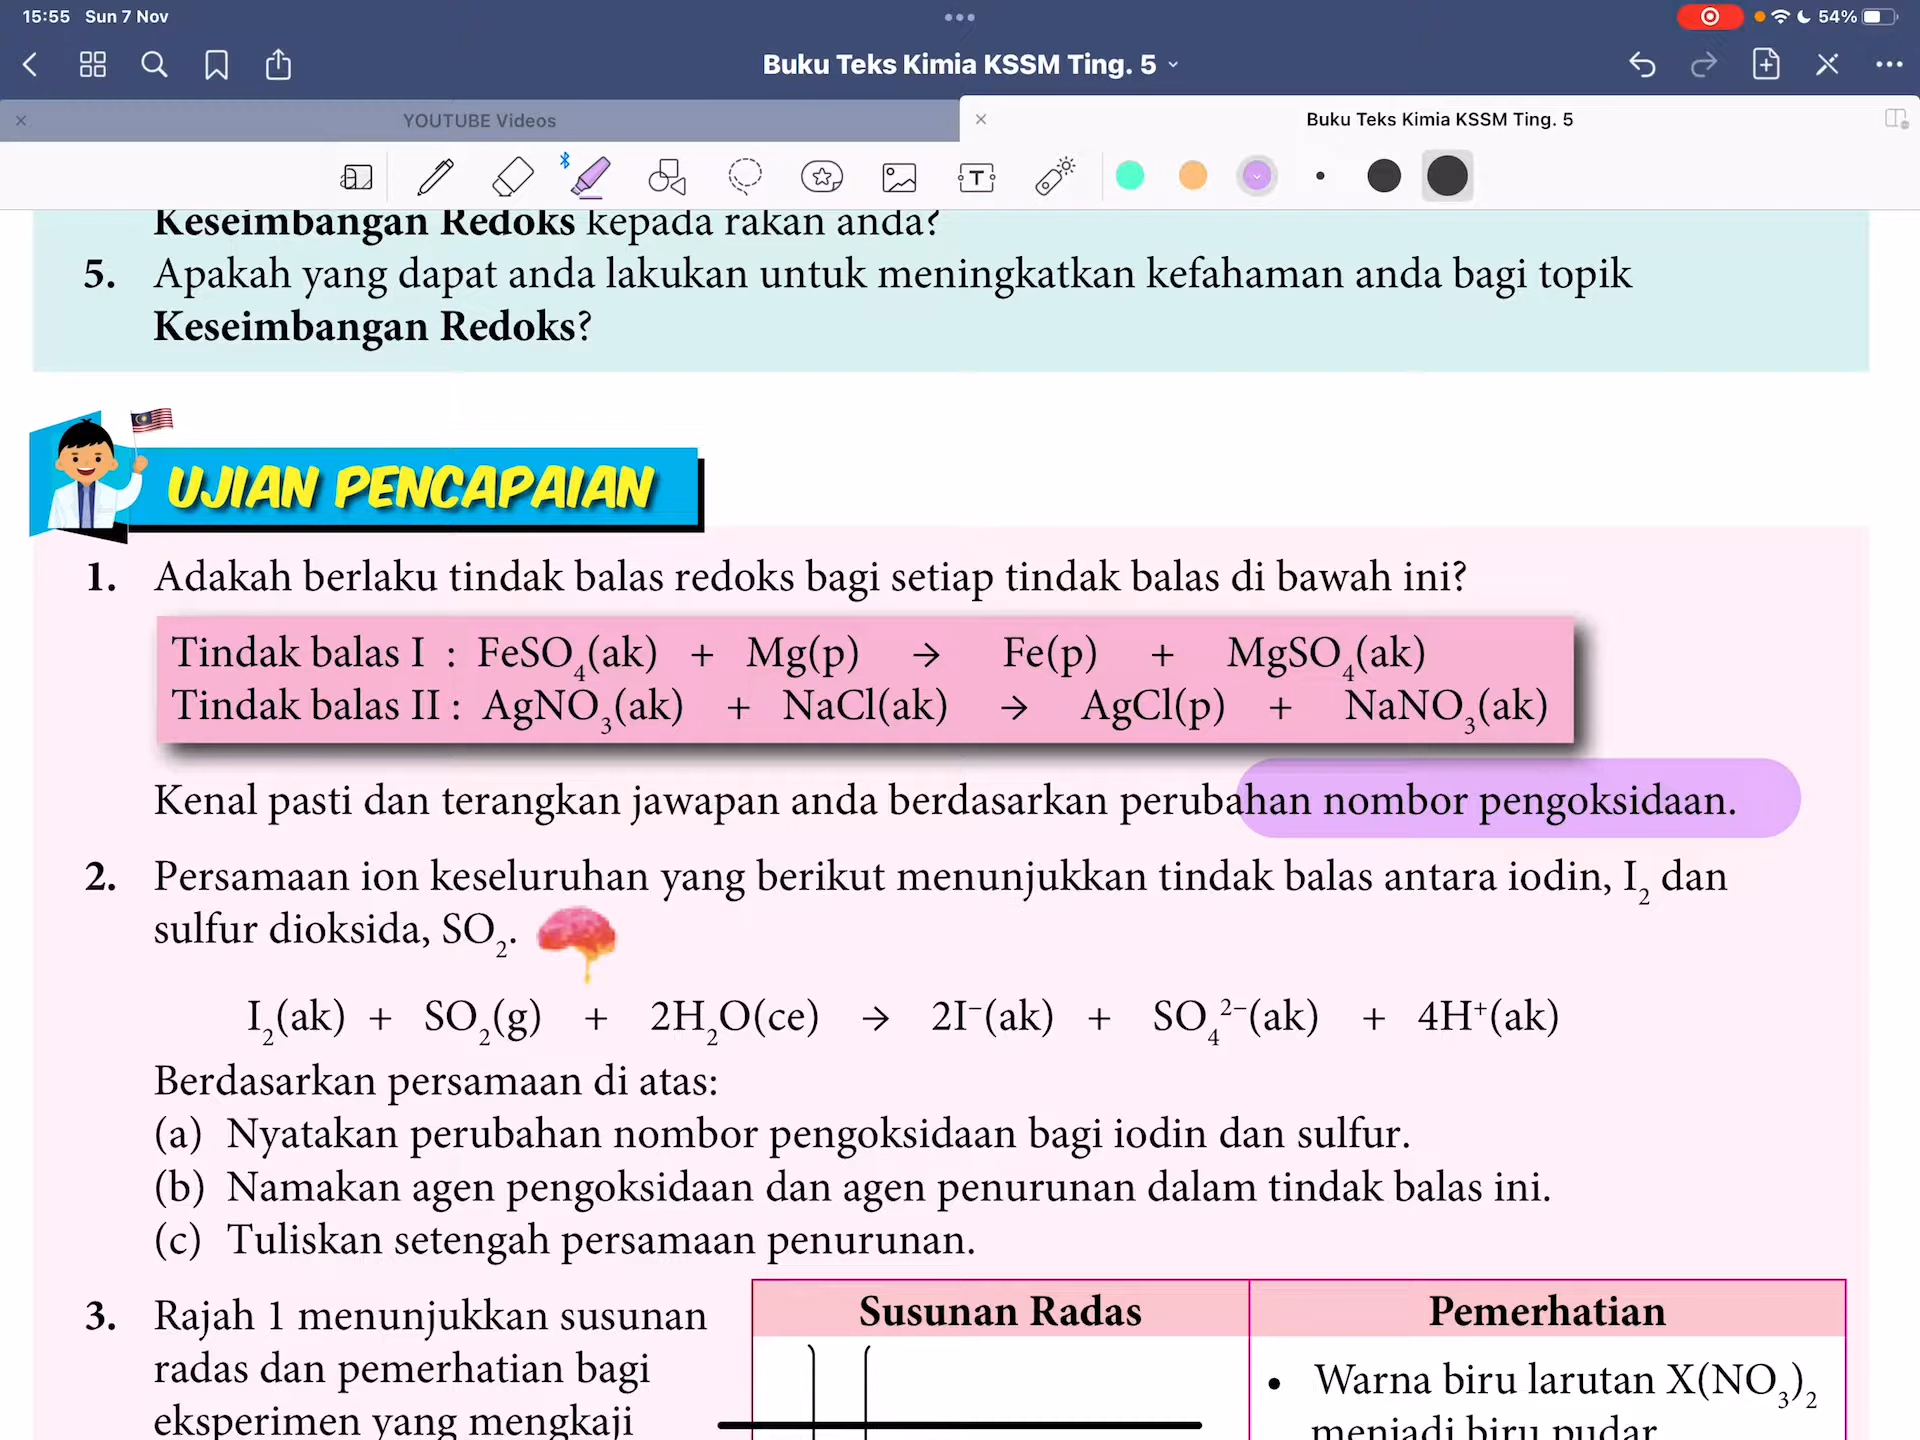 15:55 Sun 7 Nov
54%
Buku Teks Kimia KSSM Ting. 5
YOUTUBE Videos
Buku Teks Kimia KSSM Ting. 5
Keseimbangan Redoks kepada rakan anda?
5. Apakah yang dapat anda lakukan untuk meningkatkan kefahaman anda bagi topik
Keseimbangan Redoks?
UJIAN PENCAPAIAN
1. Adakah berlaku tindak balas redoks bagi setiap tindak balas di bawah ini?
Tindak balas I : FeSO₄(ak) + Mg(p) → Fe(p) + MgSO₄(ak)
Tindak balas II : AgNO₃(ak) + NaCl(ak) → AgCl(p) + NaNO₃(ak)
Kenal pasti dan terangkan jawapan anda berdasarkan perubahan nombor pengoksidaan.
2. Persamaan ion keseluruhan yang berikut menunjukkan tindak balas antara iodin, I₂ dan
sulfur dioksida, SO₂.
I₂(ak) + SO₂(g) + 2H₂O(ce) → 2I⁻(ak) + SO₄²⁻(ak) + 4H⁺(ak)
Berdasarkan persamaan di atas:
(a) Nyatakan perubahan nombor pengoksidaan bagi iodin dan sulfur.
(b) Namakan agen pengoksidaan dan agen penurunan dalam tindak balas ini.
(c) Tuliskan setengah persamaan penurunan.
3. Rajah 1 menunjukkan susunan
radas dan pemerhatian bagi
eksperimen yang mengkaji
Susunan Radas
Pemerhatian
• Warna biru larutan X(NO₃)₂
menjadi biru pudar